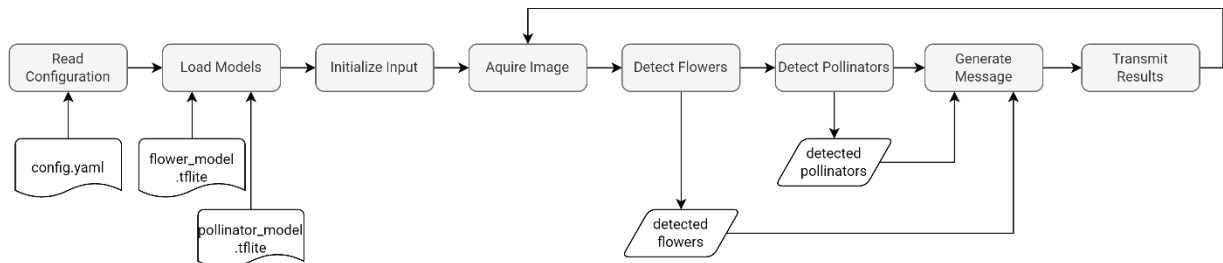 Read
Configuration
Load Models
Initialize Input
Aquire Image
Detect Flowers
Detect Pollinators
Generate
Message
Transmit
Results
config.yaml
flower_model
.tflite
pollinator_model
.tflite
detected
pollinators
detected
flowers